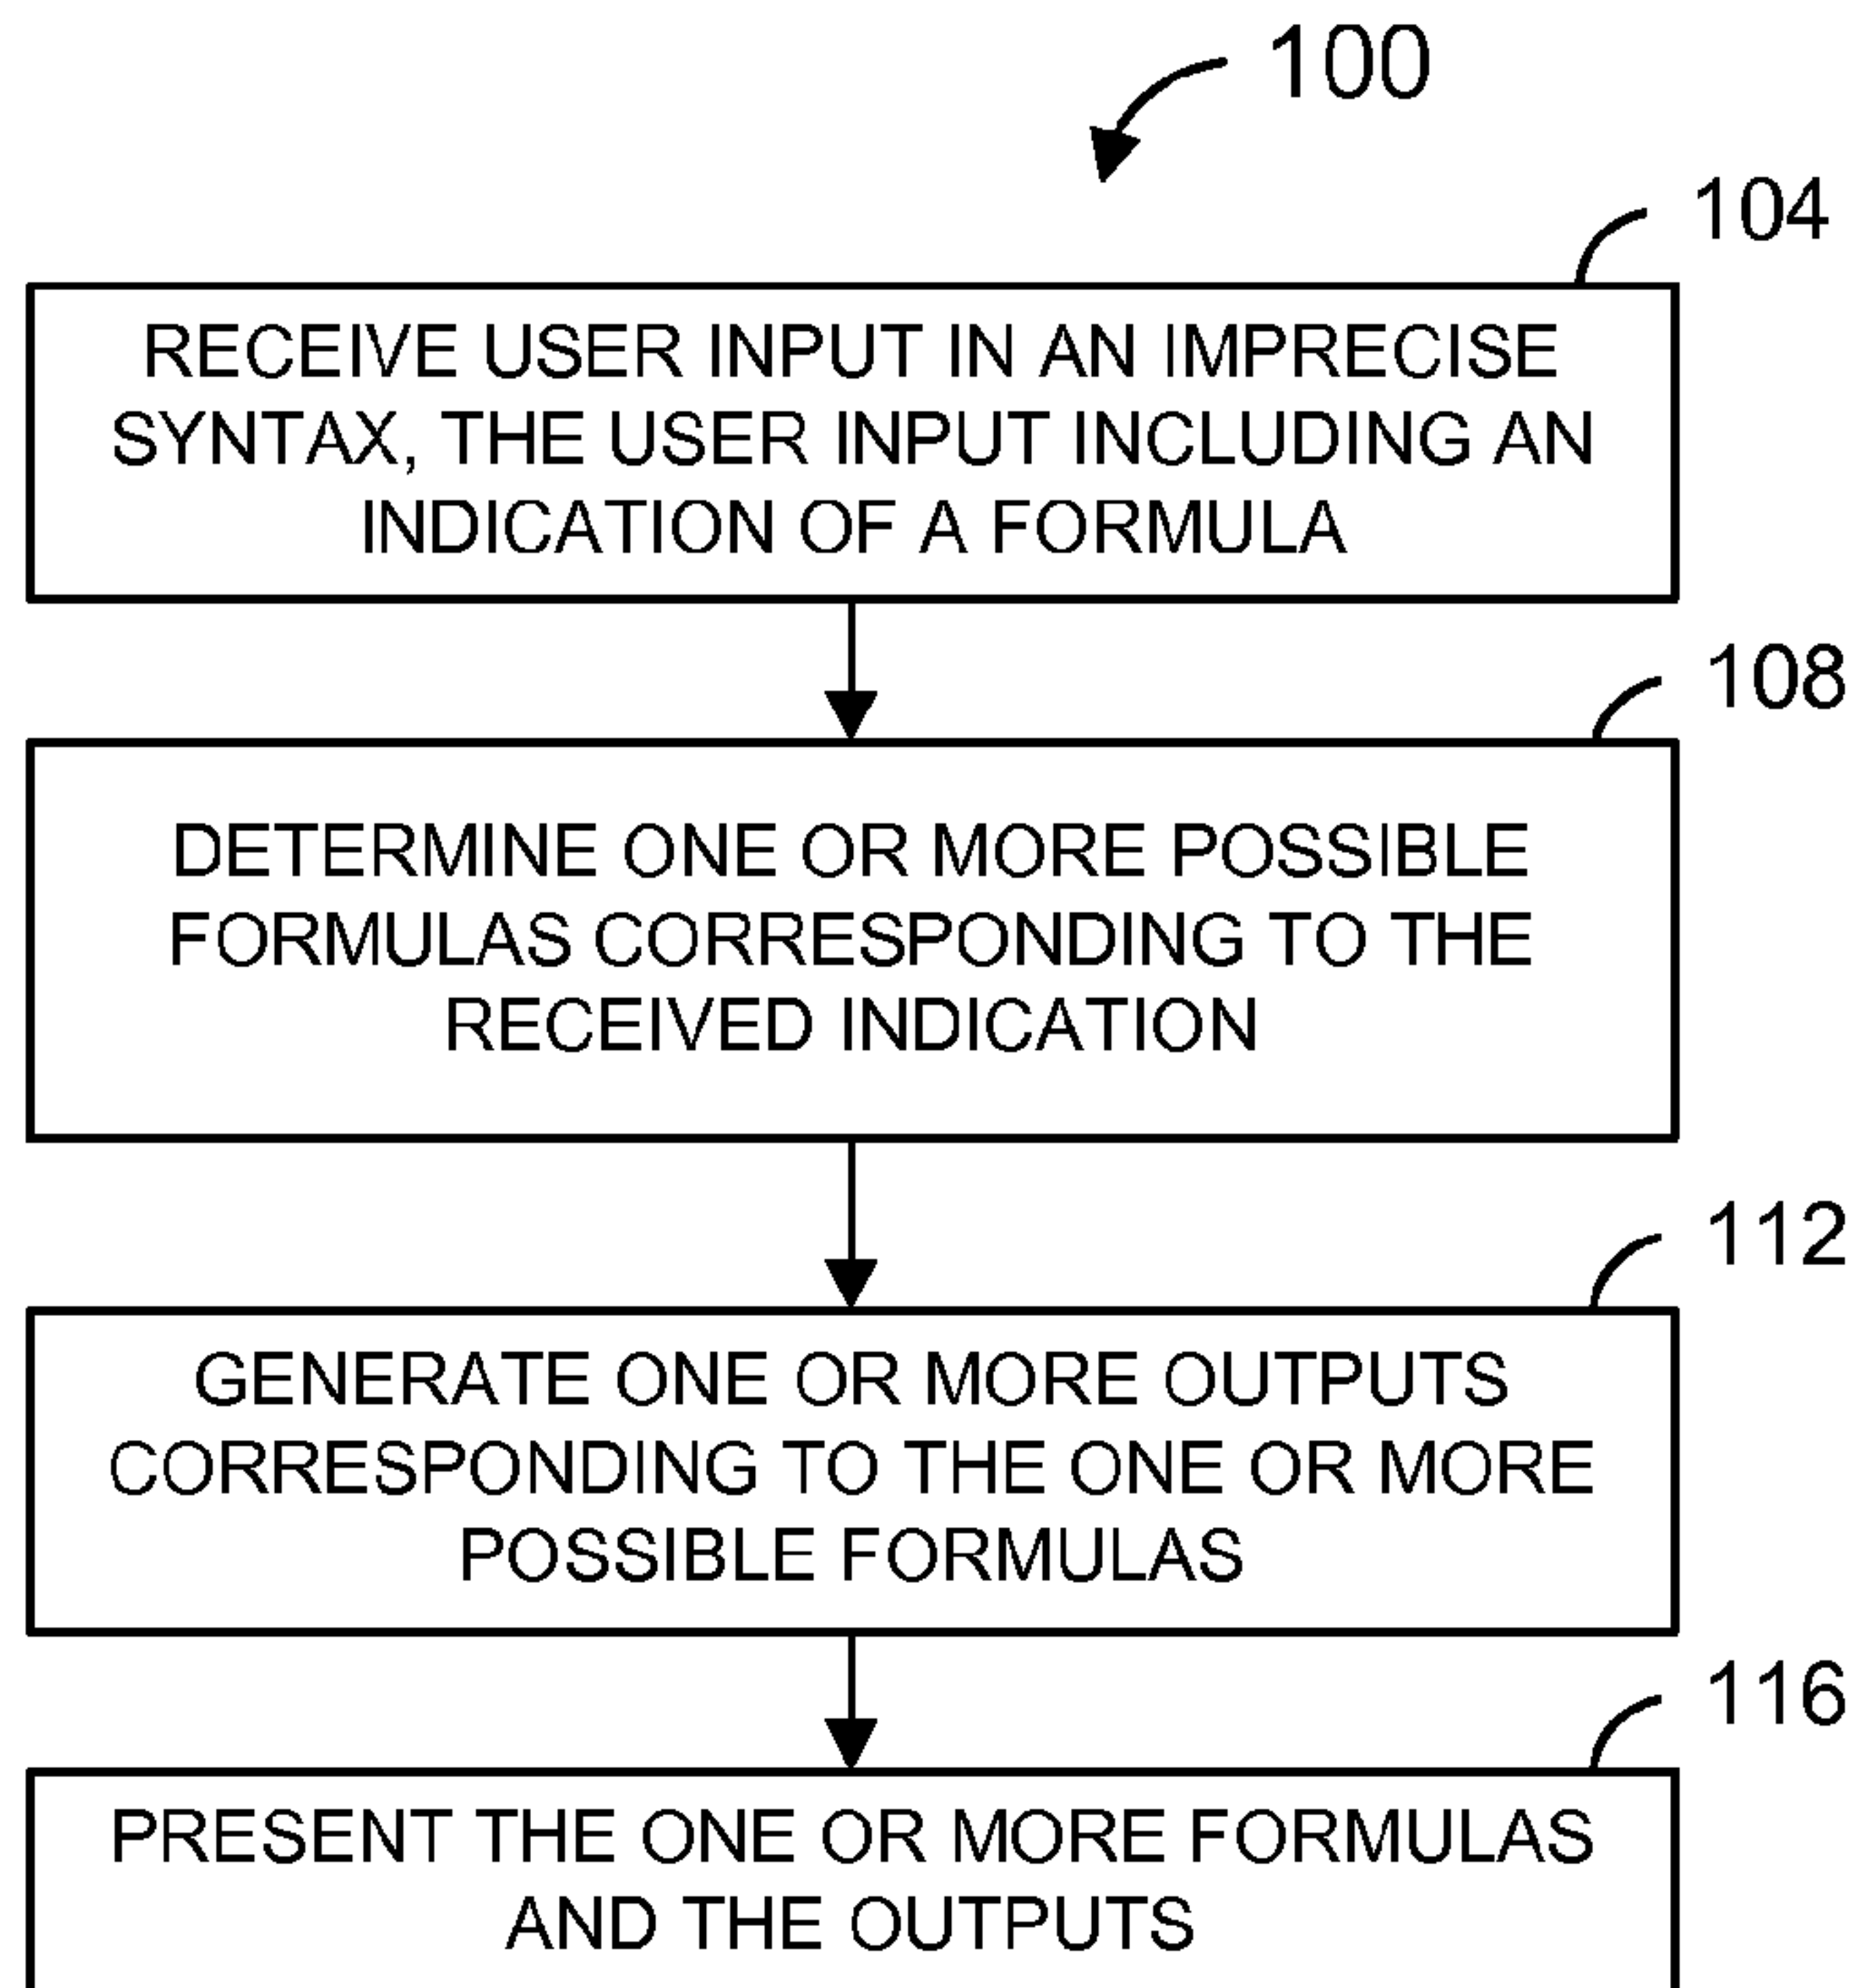 100
104
RECEIVE USER INPUT IN AN IMPRECISE
SYNTAX, THE USER INPUT INCLUDING AN
INDICATION OF A FORMULA
108
DETERMINE ONE OR MORE POSSIBLE
FORMULAS CORRESPONDING TO THE
RECEIVED INDICATION
112
GENERATE ONE OR MORE OUTPUTS
CORRESPONDING TO THE ONE OR MORE
POSSIBLE FORMULAS
116
PRESENT THE ONE OR MORE FORMULAS
AND THE OUTPUTS